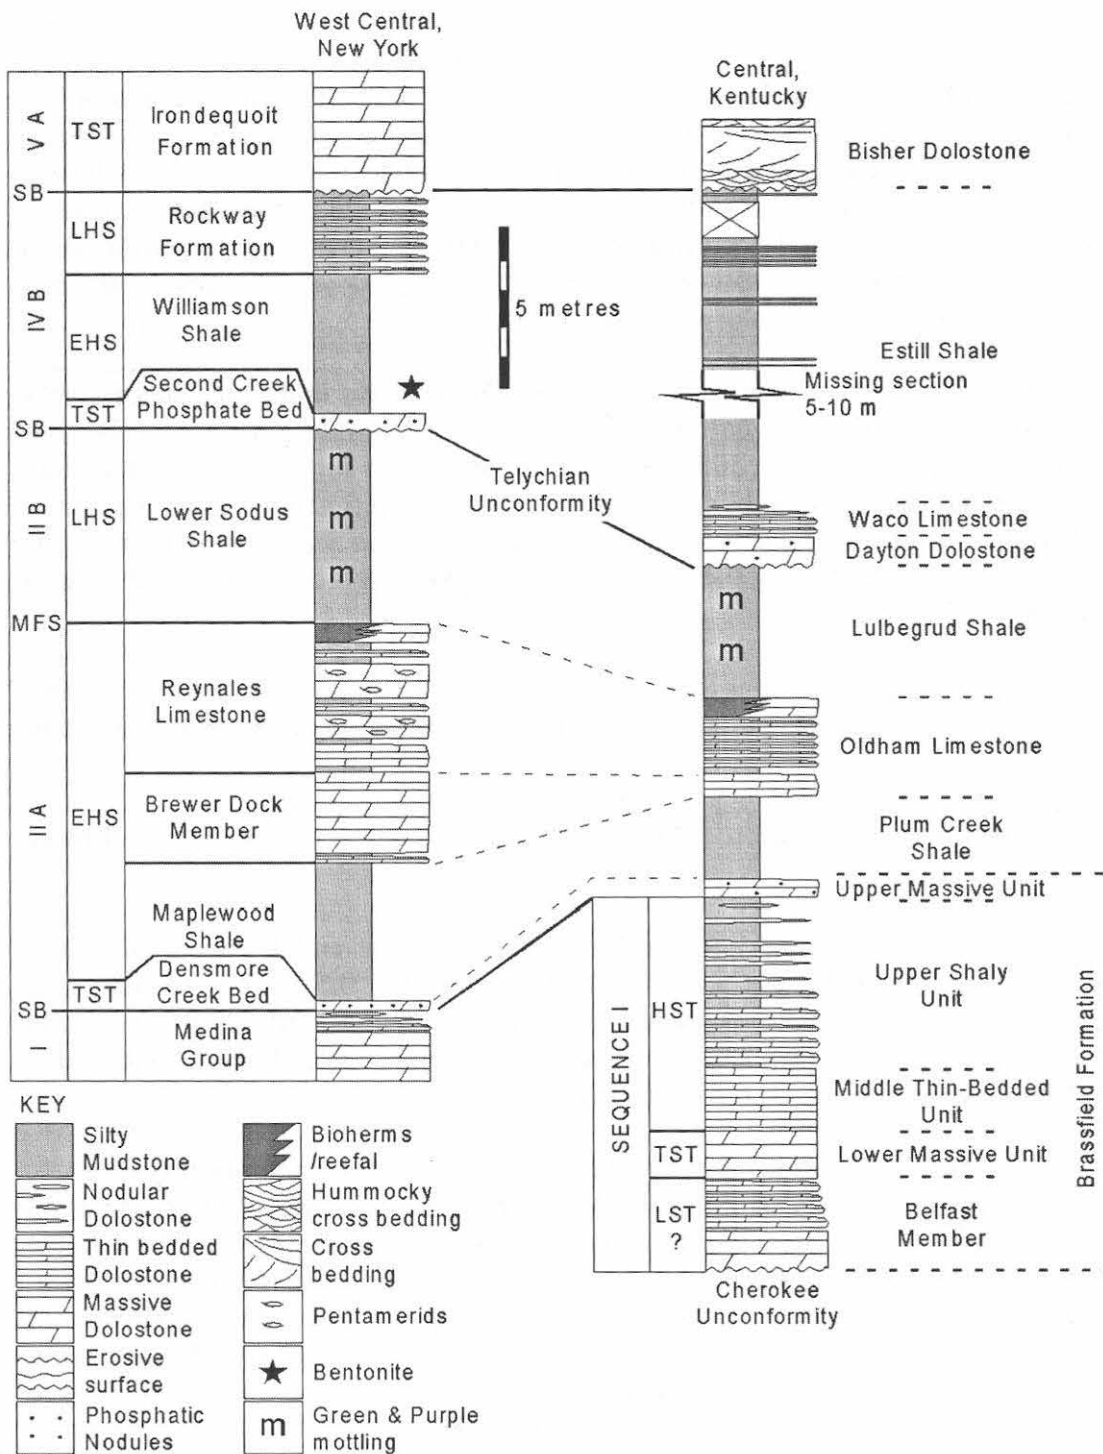 West Central,
New York
Central,
Kentucky
V A
TST
Irondequoit
Formation
SB
LHS
Rockway
Formation
IV B
EHS
Williamson
Shale
TST
Second Creek
Phosphate Bed
SB
II B
LHS
Lower Sodus
Shale
m
m
m
MFS
Reynales
Limestone
II A
EHS
Brewer Dock
Member
Maplewood
Shale
TST
Densmore
Creek Bed
SB
I
Medina
Group
5 metres
Telychian
Unconformity
Bisher Dolostone
Estill Shale
Missing section
5-10 m
Waco Limestone
Dayton Dolostone
m
m
Lulbegrud Shale
Oldham Limestone
Plum Creek
Shale
Upper Massive Unit
SEQUENCE I
HST
Upper Shaly
Unit
Middle Thin-Bedded
Unit
TST
Lower Massive Unit
LST
?
Belfast
Member
Brassfield Formation
Cherokee
Unconformity
KEY
Silty
Mudstone
Nodular
Dolostone
Thin bedded
Dolostone
Massive
Dolostone
Erosive
surface
Phosphatic
Nodules
Bioherms
/reefal
Hummocky
cross bedding
Cross
bedding
Pentamerids
Bentonite
m
Green & Purple
mottling